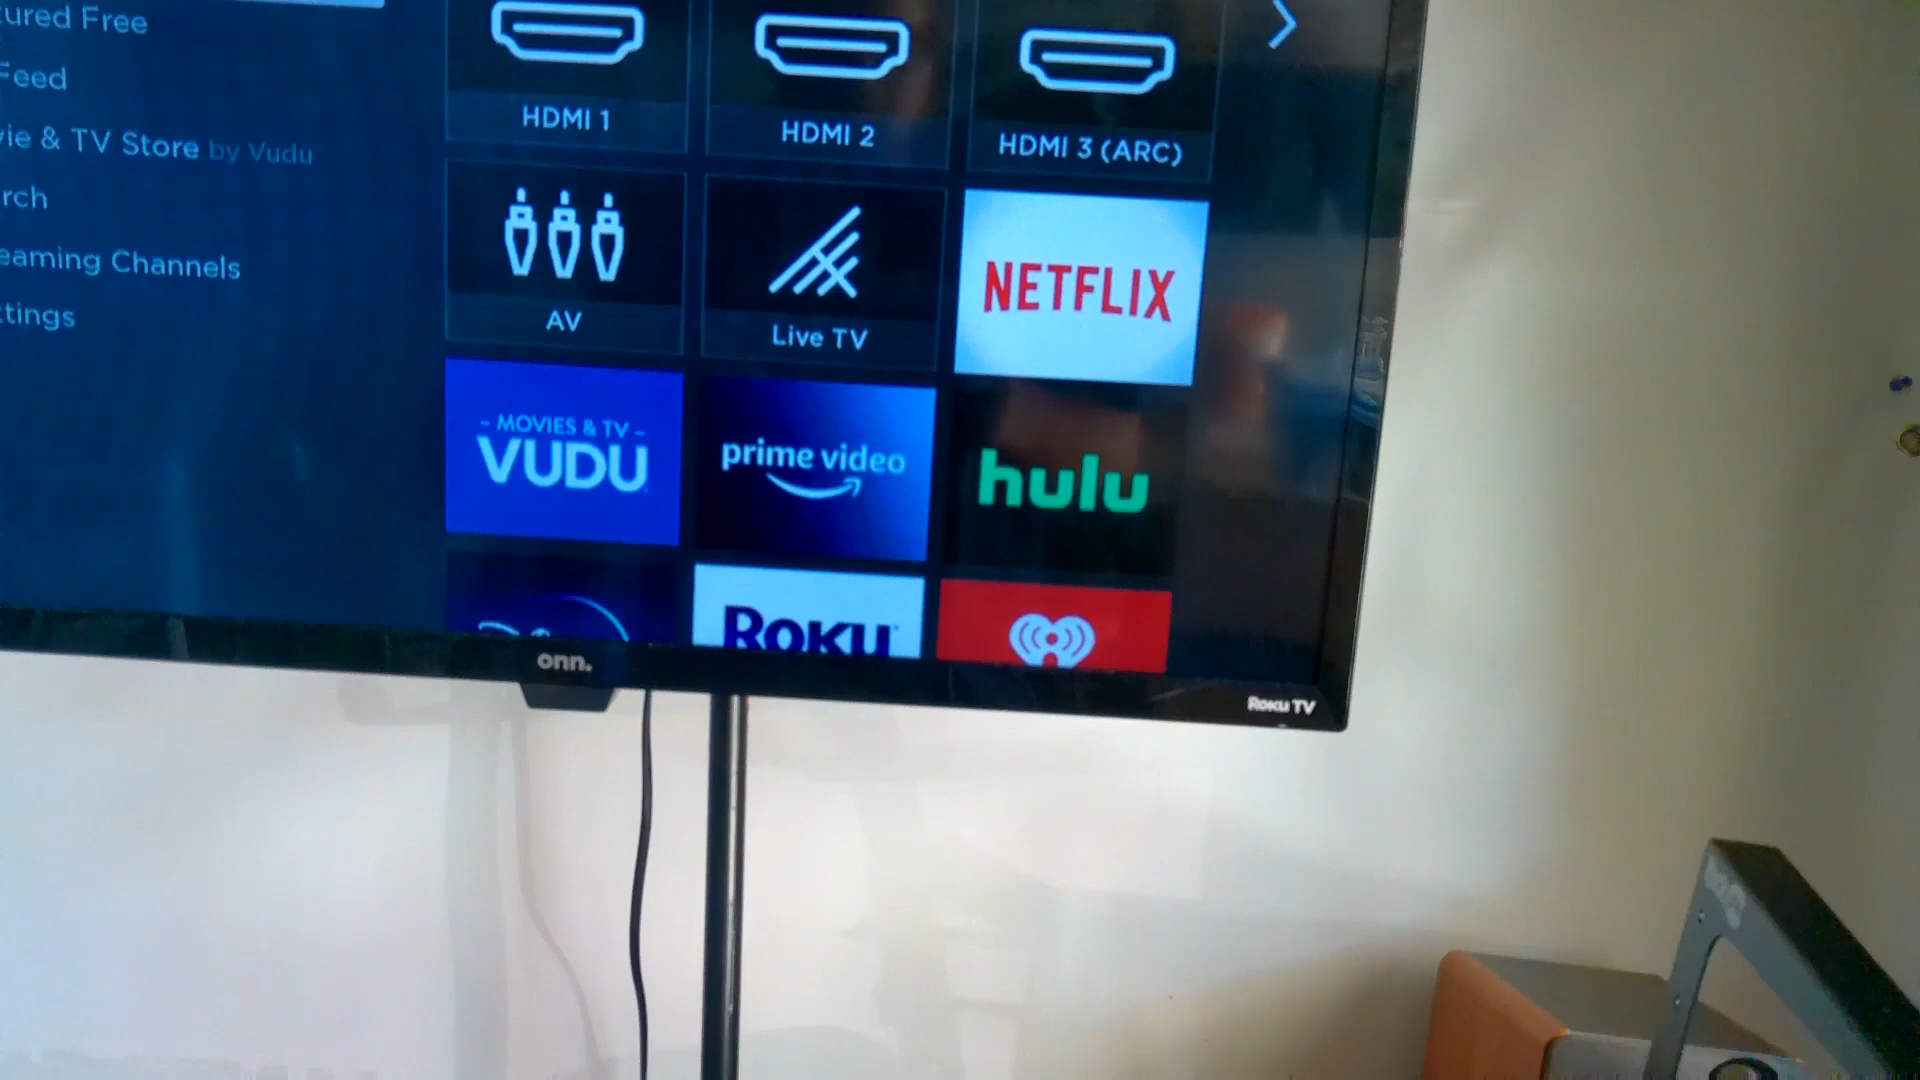 ured Free
Feed
ie & TV Store by Vudu
rch
eaming Channels
tings
HDMI 1
HDMI 2
HDMI 3 (ARC)
AV
Live TV
NETFLIX
- MOVIES & TV -
VUDU
prime video
hulu
ROKU
onn.
ROKU TV